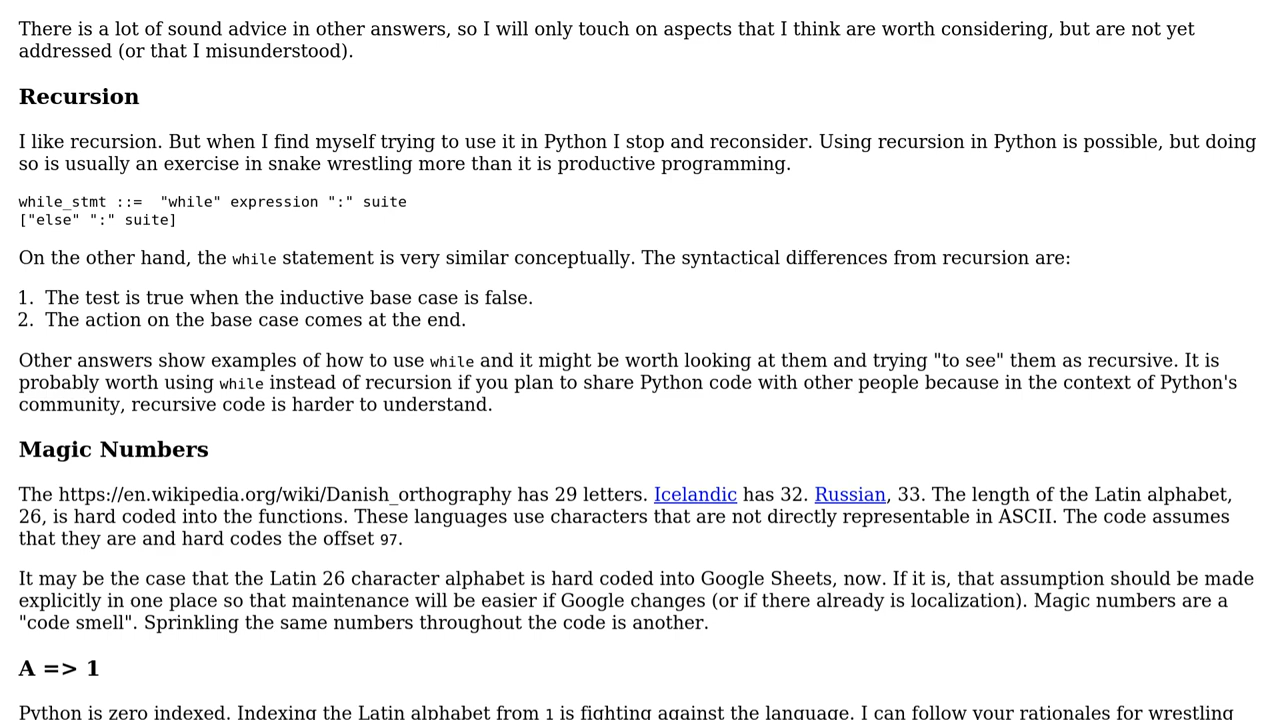 There is a lot of sound advice in other answers, so I will only touch on aspects that I think are worth considering, but are not yet
addressed (or that I misunderstood).
Recursion
I like recursion. But when I find myself trying to use it in Python I stop and reconsider. Using recursion in Python is possible, but doing
so is usually an exercise in snake wrestling more than it is productive programming.
while_stmt ::=  "while" expression ":" suite
["else" ":" suite]
On the other hand, the while statement is very similar conceptually. The syntactical differences from recursion are:
1. The test is true when the inductive base case is false.
2. The action on the base case comes at the end.
Other answers show examples of how to use while and it might be worth looking at them and trying "to see" them as recursive. It is
probably worth using while instead of recursion if you plan to share Python code with other people because in the context of Python's
community, recursive code is harder to understand.
Magic Numbers
The https://en.wikipedia.org/wiki/Danish_orthography has 29 letters. Icelandic has 32. Russian, 33. The length of the Latin alphabet,
26, is hard coded into the functions. These languages use characters that are not directly representable in ASCII. The code assumes
that they are and hard codes the offset 97.
It may be the case that the Latin 26 character alphabet is hard coded into Google Sheets, now. If it is, that assumption should be made
explicitly in one place so that maintenance will be easier if Google changes (or if there already is localization). Magic numbers are a
"code smell". Sprinkling the same numbers throughout the code is another.
A => 1
Python is zero indexed. Indexing the Latin alphabet from 1 is fighting against the language. I can follow your rationales for wrestling